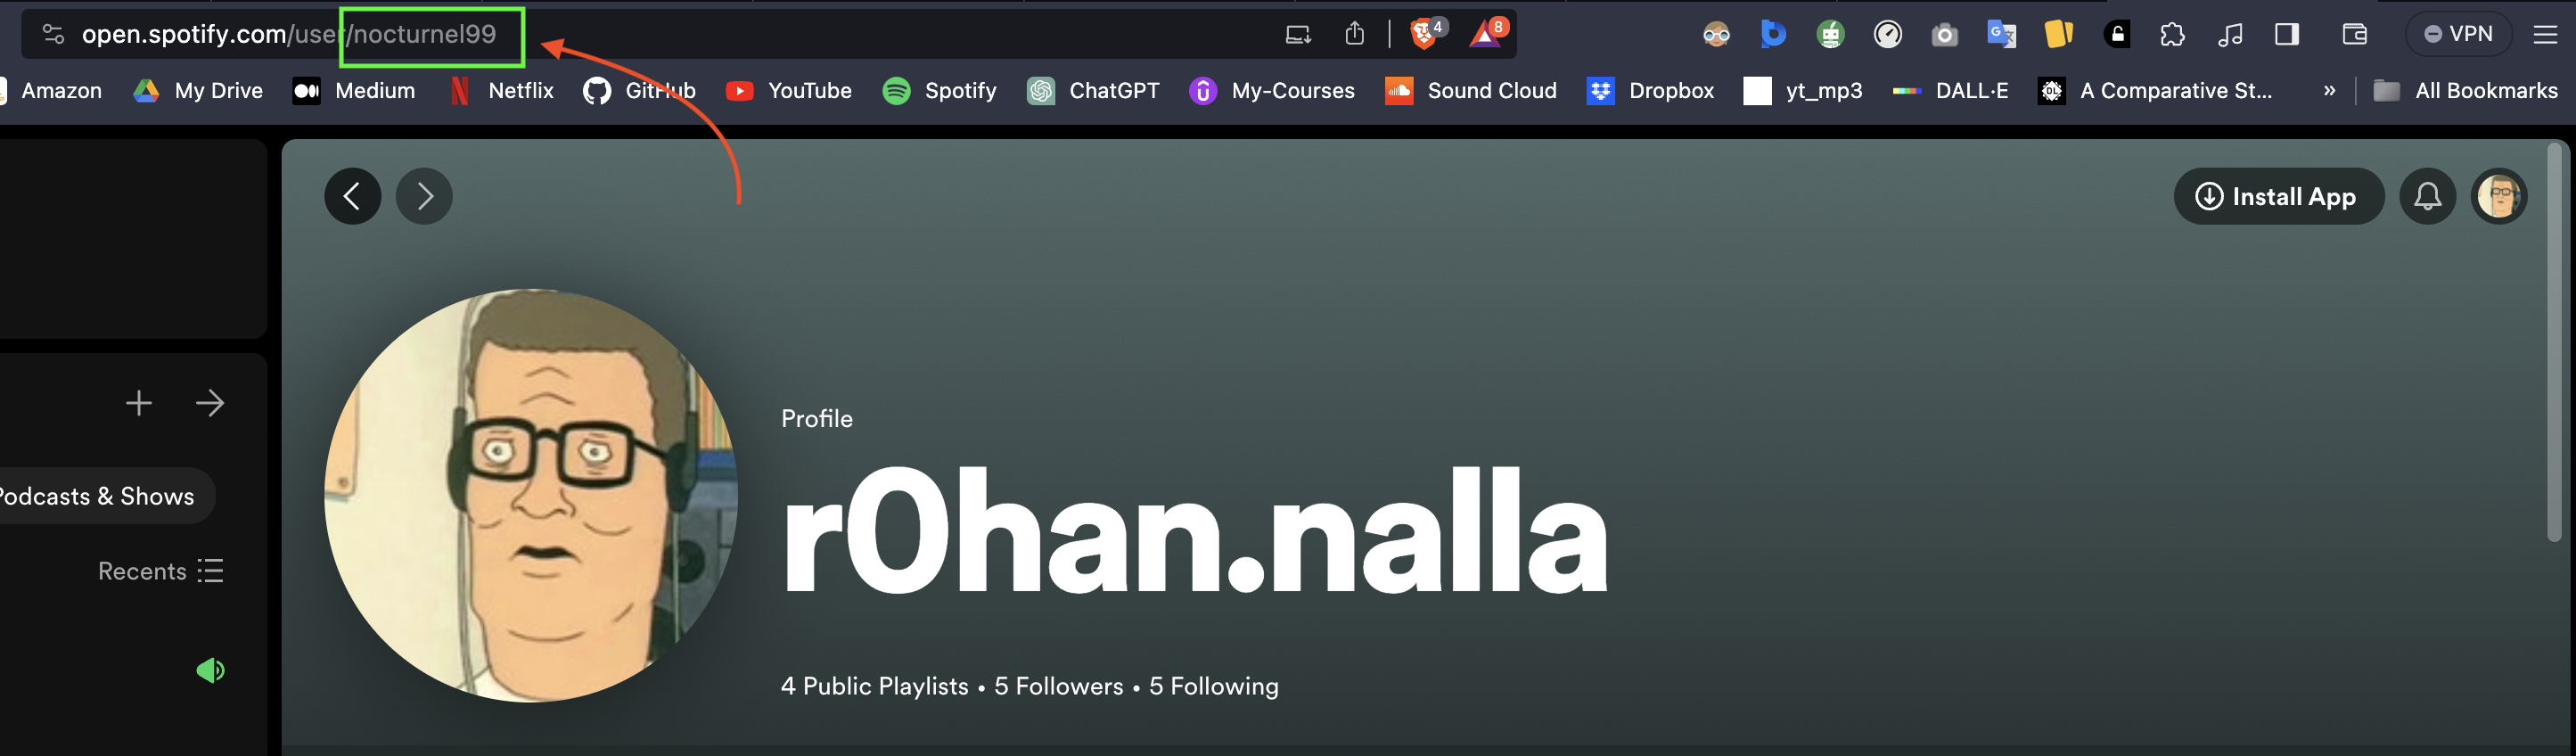 open.spotify.com/user/nocturnel99
4
8
VPN
Amazon
My Drive
Medium
Netflix
GitHub
YouTube
Spotify
ChatGPT
My-Courses
Sound Cloud
Dropbox
yt_mp3
DALL·E
A Comparative St...
»
All Bookmarks
Install App
Profile
r0han.nalla
Podcasts & Shows
Recents
4 Public Playlists • 5 Followers • 5 Following